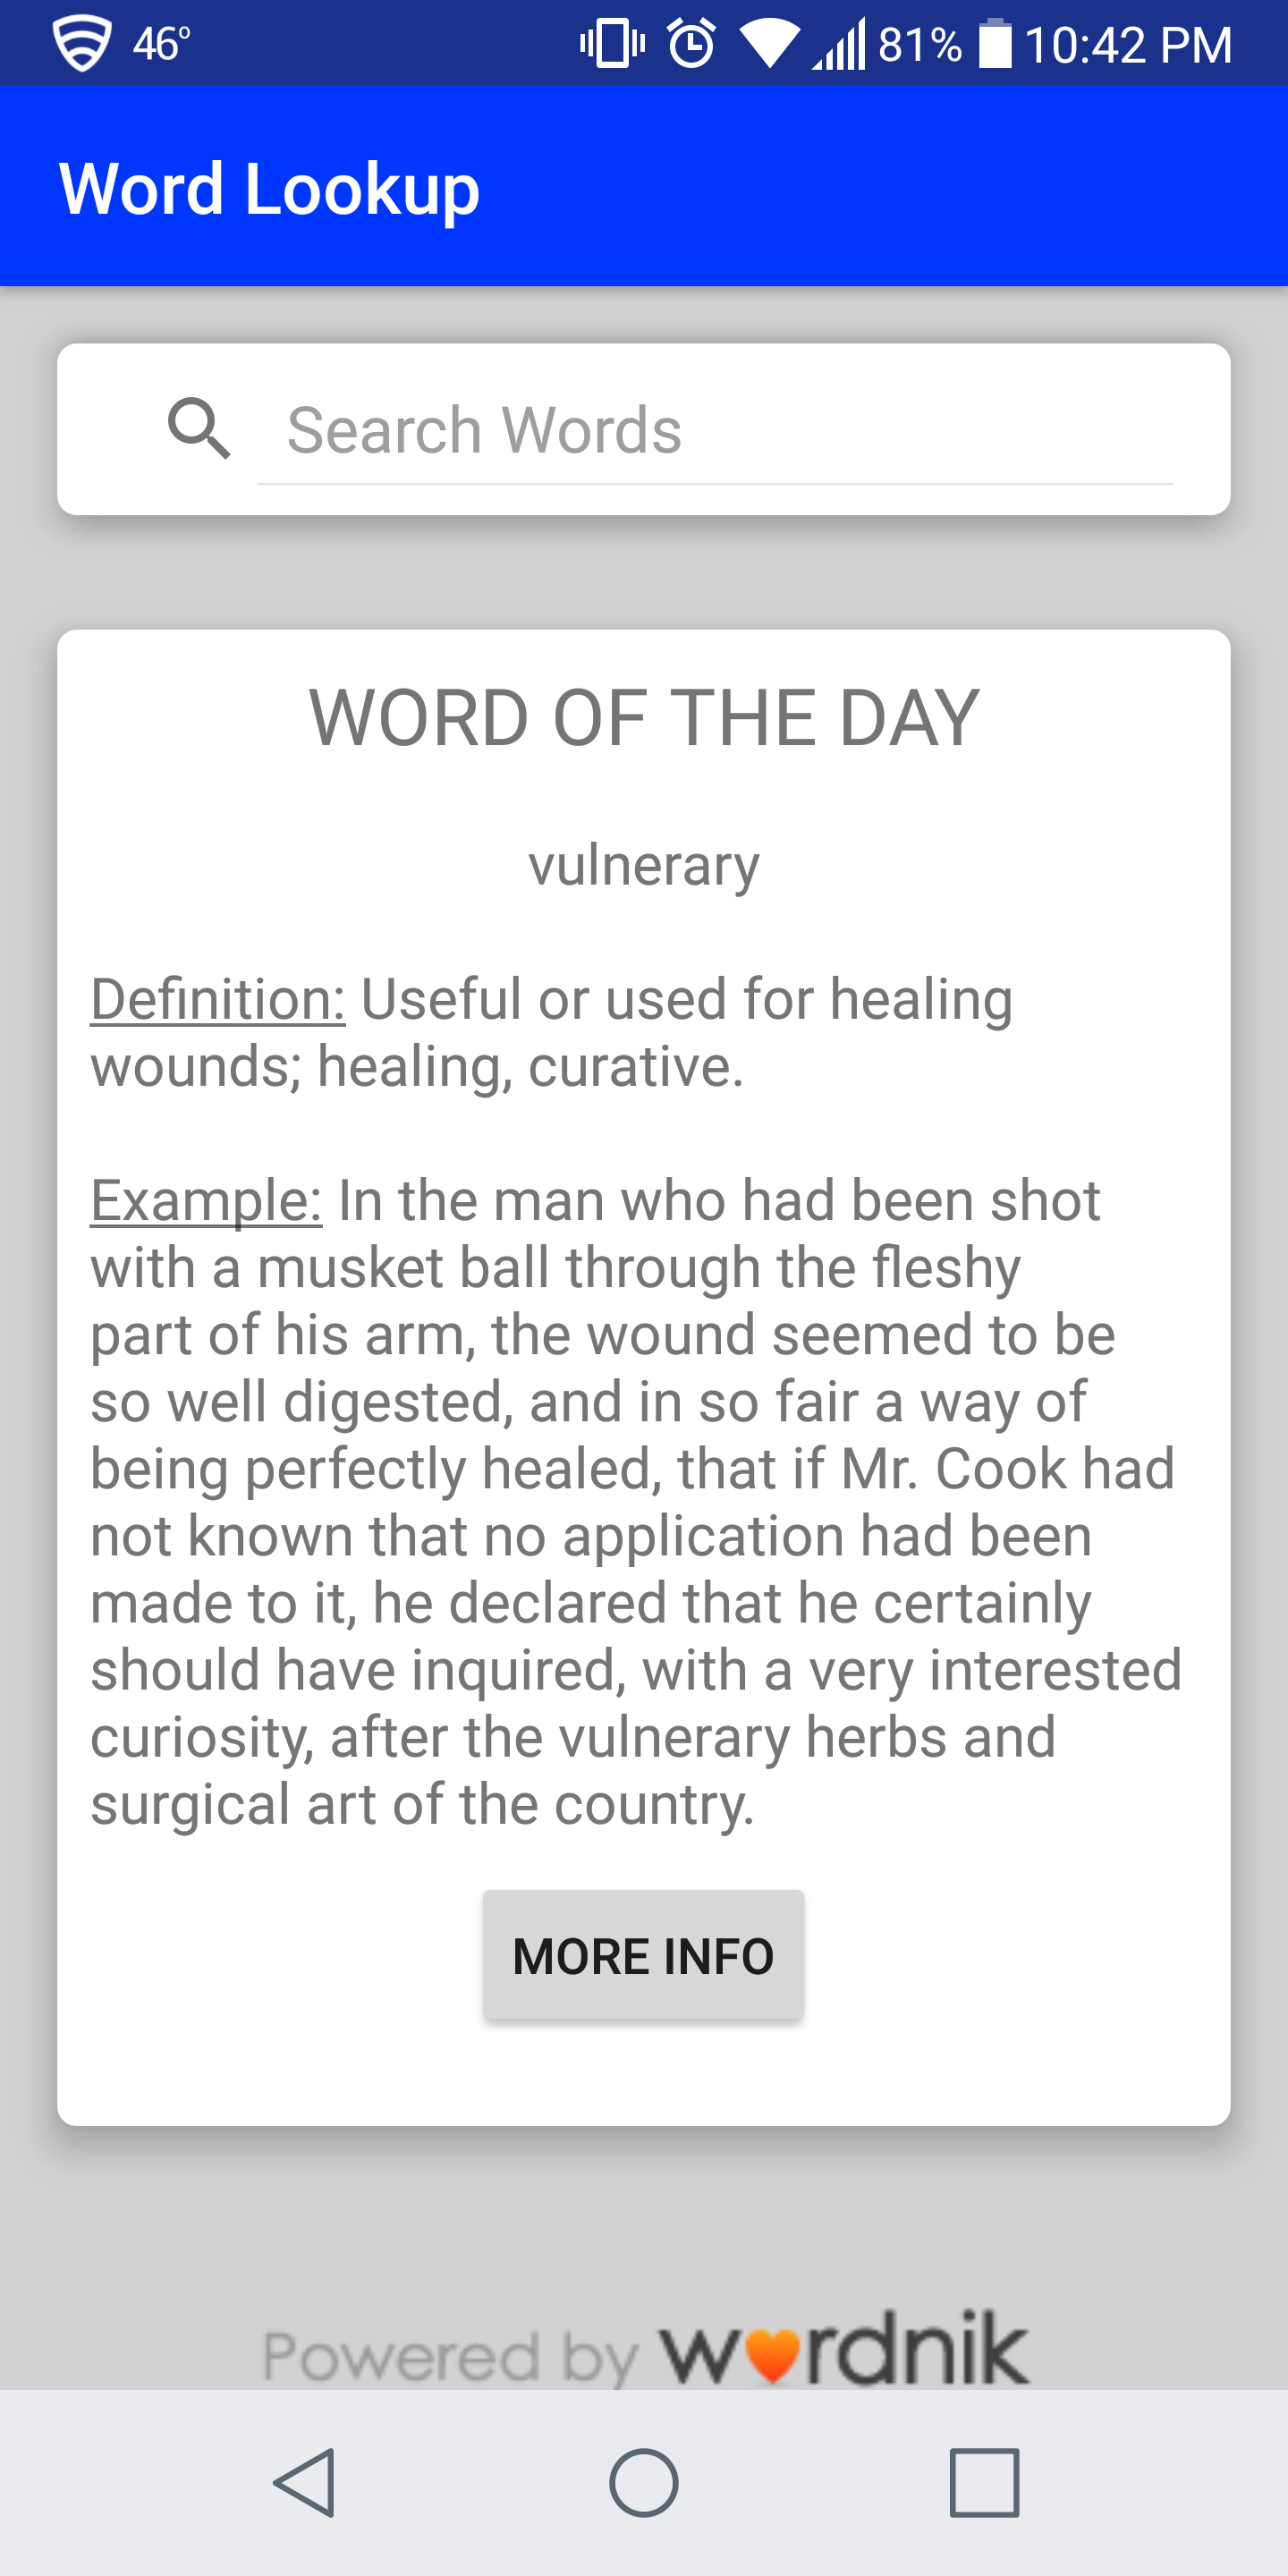 46° 81% 10:42 PM
Word Lookup
Search Words
WORD OF THE DAY
vulnerary
Definition: Useful or used for healing
wounds; healing, curative.
Example: In the man who had been shot
with a musket ball through the fleshy
part of his arm, the wound seemed to be
so well digested, and in so fair a way of
being perfectly healed, that if Mr. Cook had
not known that no application had been
made to it, he declared that he certainly
should have inquired, with a very interested
curiosity, after the vulnerary herbs and
surgical art of the country.
MORE INFO
Powered by wordnik